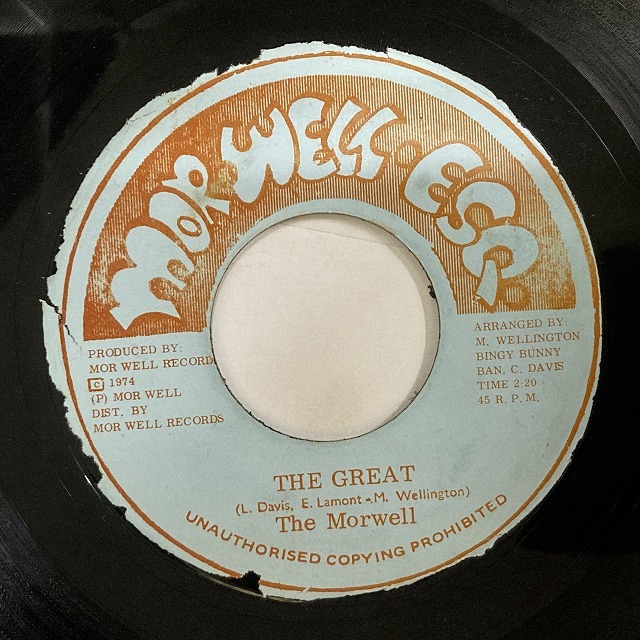 MOR.WELL.ESQ.
PRODUCED BY:
MOR WELL RECORD
C 1974
(P) MOR WELL
DIST. BY
MOR WELL RECORDS
ARRANGED BY:
M. WELLINGTON
BINGY BUNNY
BAN. C. DAVIS
TIME 2:20
45 R. P. M.
THE GREAT
(L. Davis, E. Lamont - M. Wellington)
The Morwell
UNAUTHORISED COPYING PROHIBITED